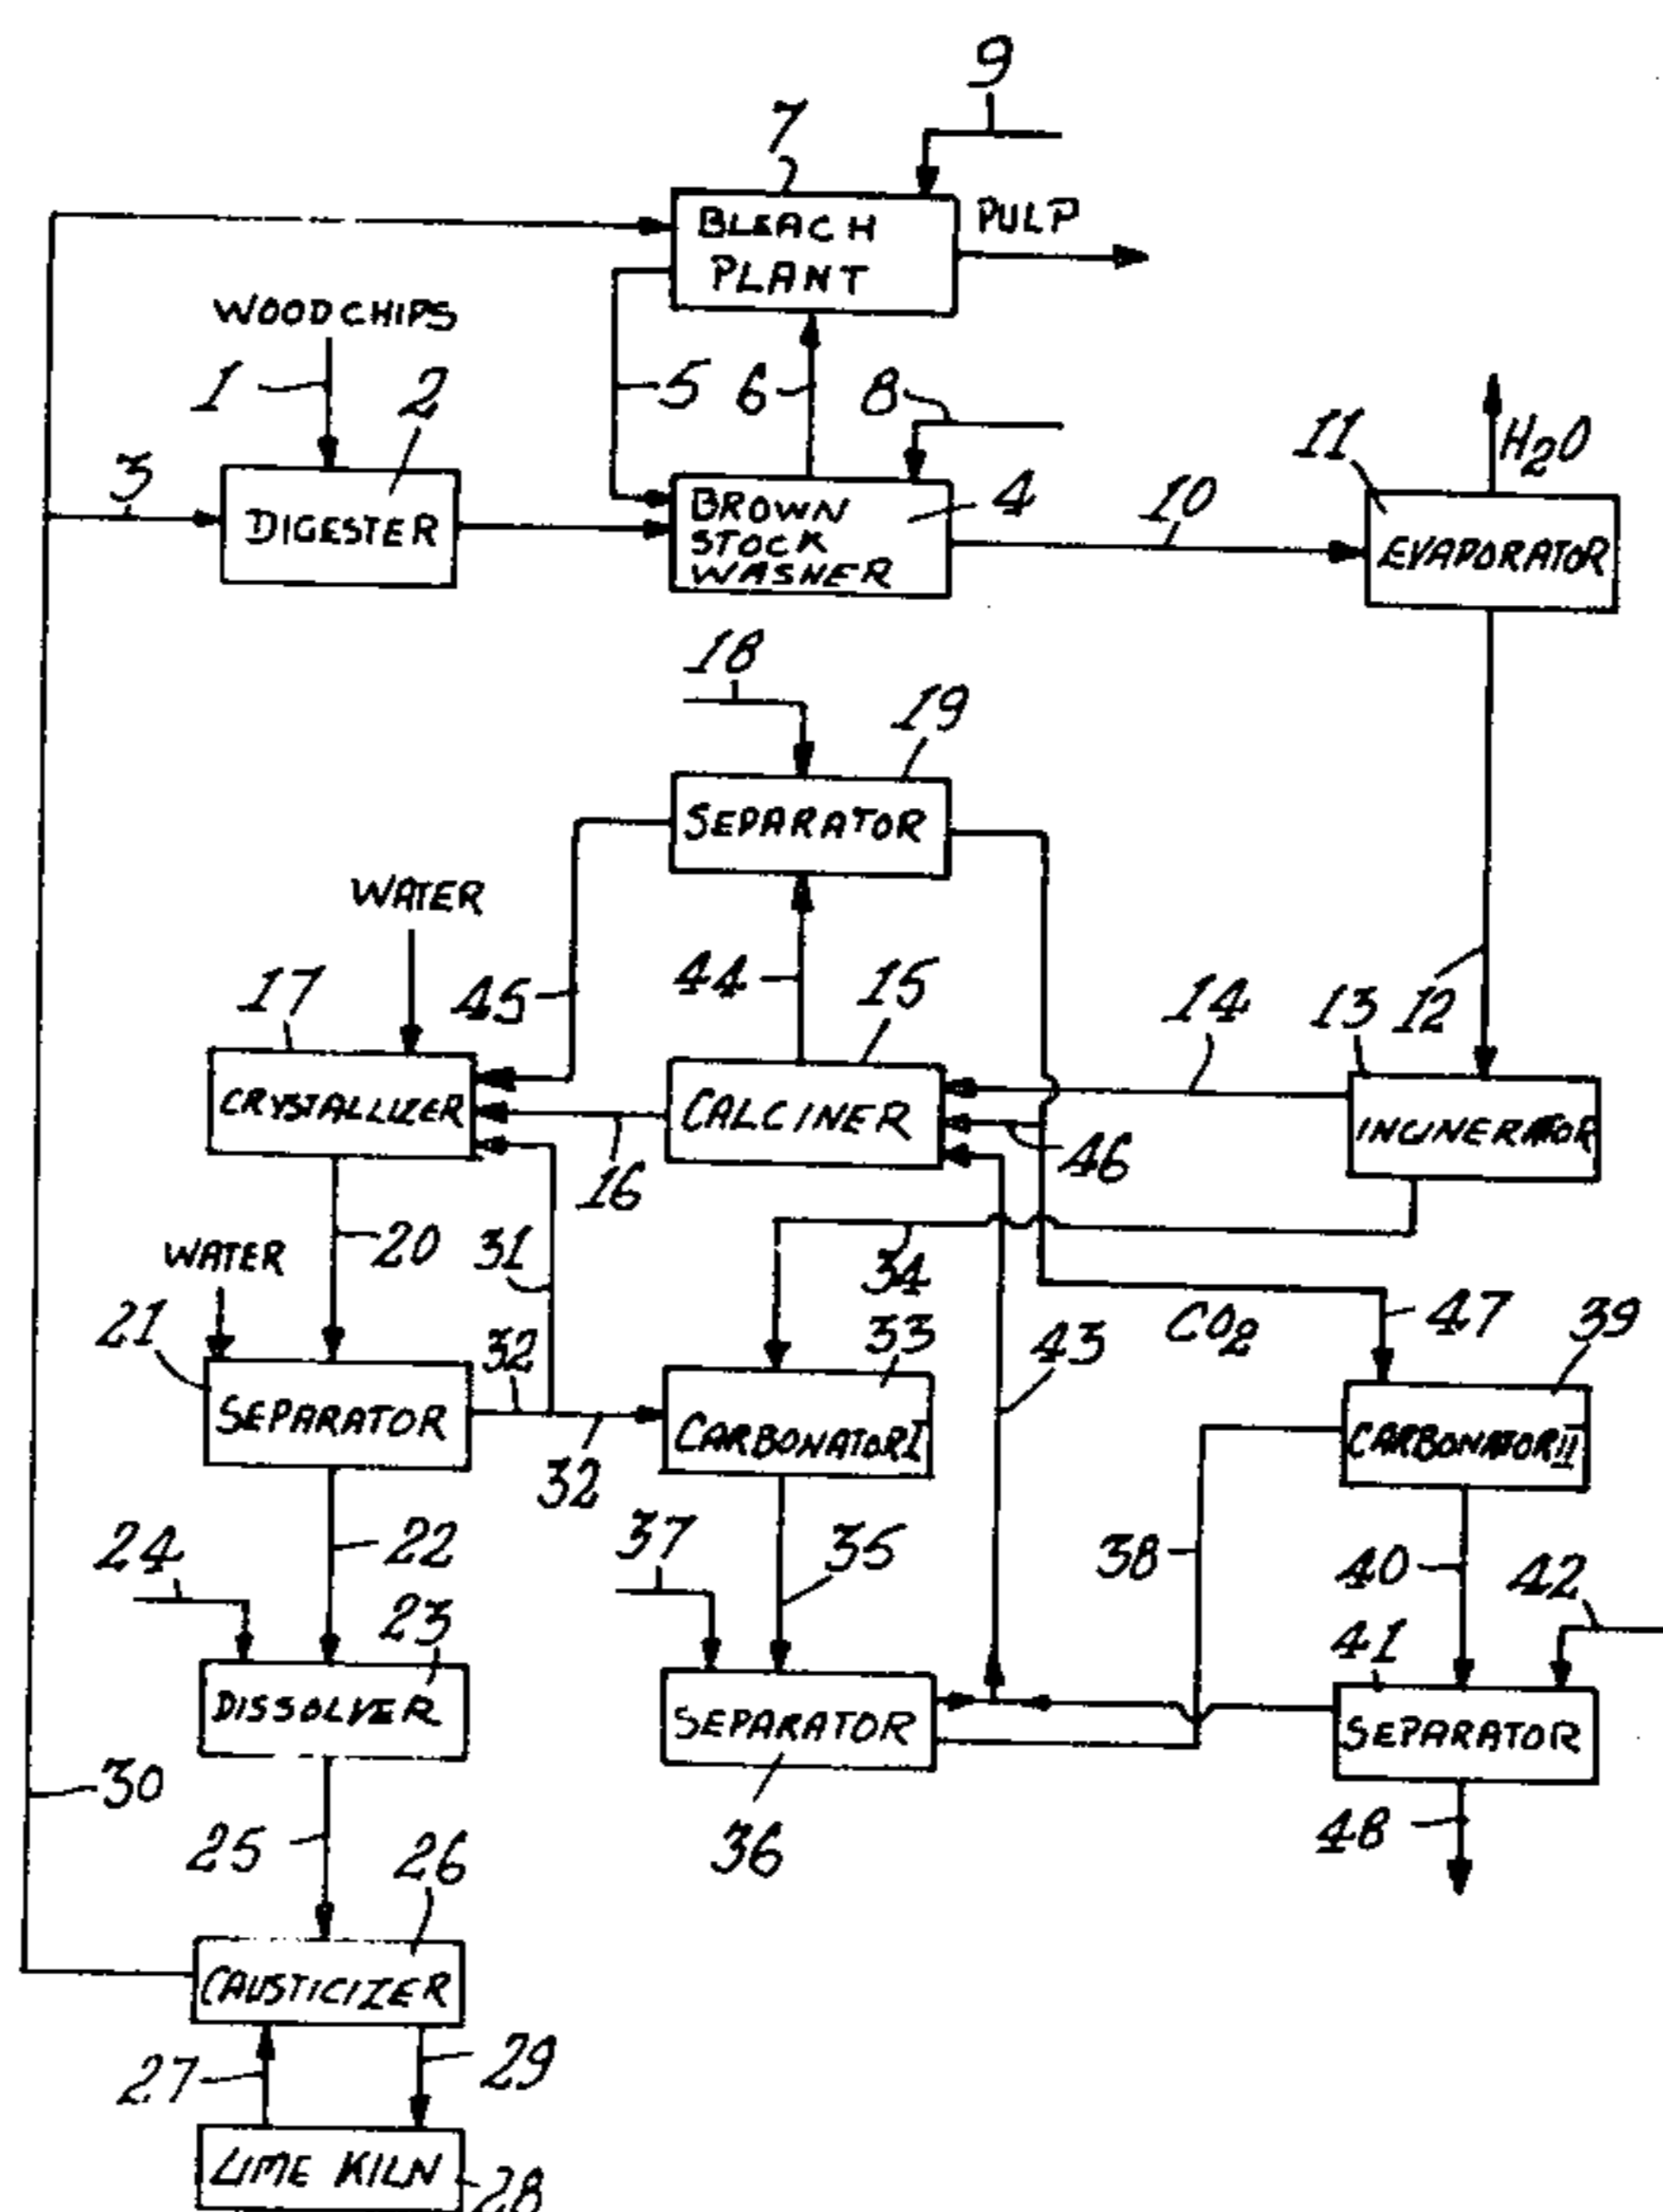 9
7
BLEACH
PLANT
PULP
WOODCHIPS
1
2
5
6
8
3
DIGESTER
BROWN
STOCK
WASHER
4
10
11
H2O
EVAPORATOR
18
19
SEPARATOR
WATER
17
45
44
15
14
13
12
CRYSTALLIZER
CALCINER
INCINERATOR
46
16
WATER
20
31
34
CO2
47
39
21
32
33
43
SEPARATOR
CARBONATOR I
CARBONATOR II
32
24
22
37
35
38
40
42
23
41
DISSOLVER
SEPARATOR
SEPARATOR
30
25
26
36
48
CAUSTICIZER
27
29
LIME KILN
28